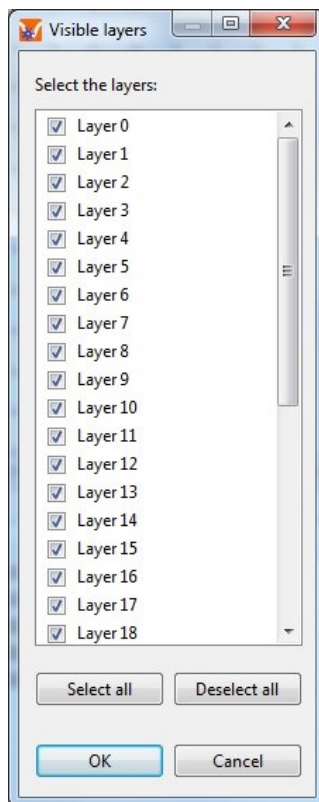 Visible layers
Select the layers:
Layer 0
Layer 1
Layer 2
Layer 3
Layer 4
Layer 5
Layer 6
Layer 7
Layer 8
Layer 9
Layer 10
Layer 11
Layer 12
Layer 13
Layer 14
Layer 15
Layer 16
Layer 17
Layer 18
Select all Deselect all
OK Cancel